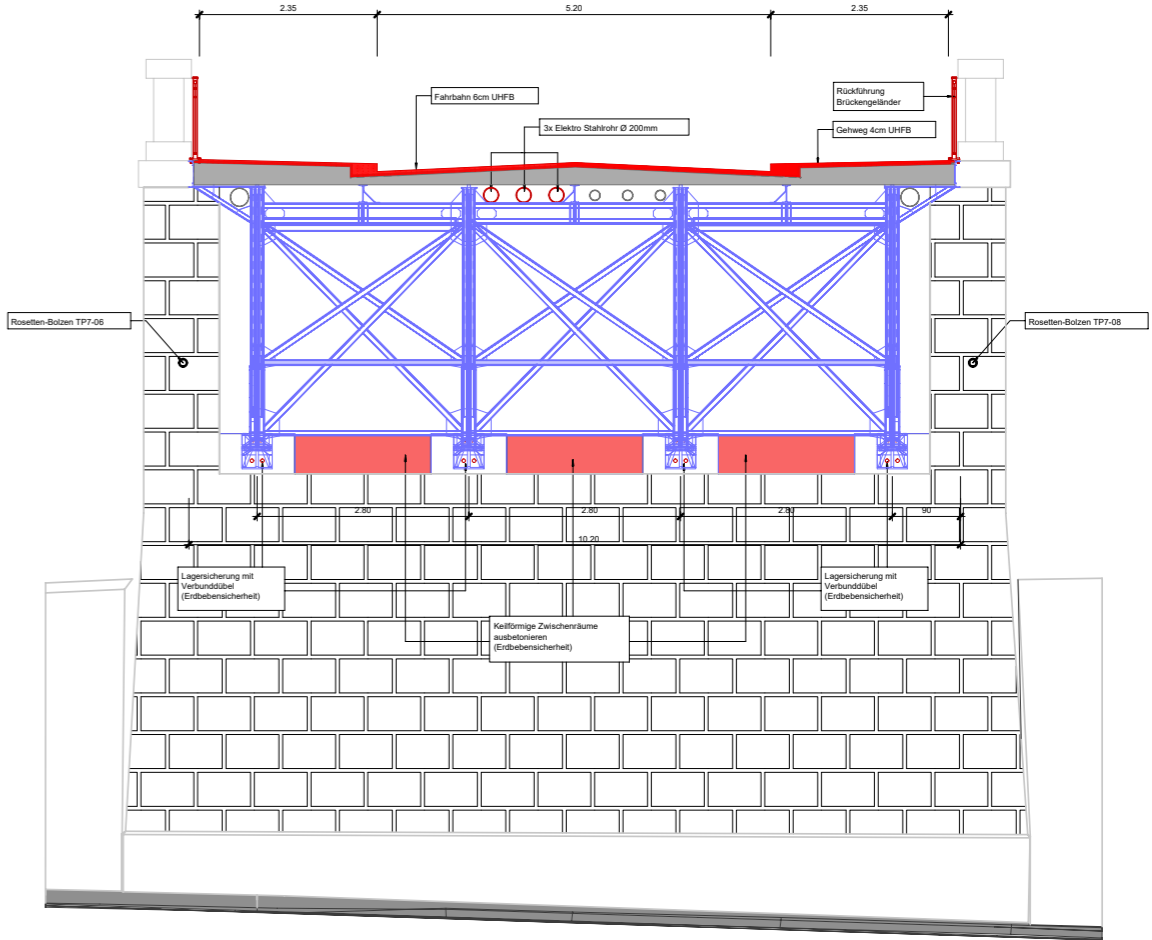 2.35
5.20
2.35
Fahrbahn 6cm UHFB
Rückführung
Brückengeländer
3x Elektro Stahlrohr Ø 200mm
Gehweg 4cm UHFB
Rosetten-Bolzen TP7-06
Rosetten-Bolzen TP7-08
2.80
2.80
2.80
90
10.20
Lagersicherung mit
Verbunddübel
(Erdbebensicherheit)
Lagersicherung mit
Verbunddübel
(Erdbebensicherheit)
Keilförmige Zwischenräume
ausbetonieren
(Erdbebensicherheit)